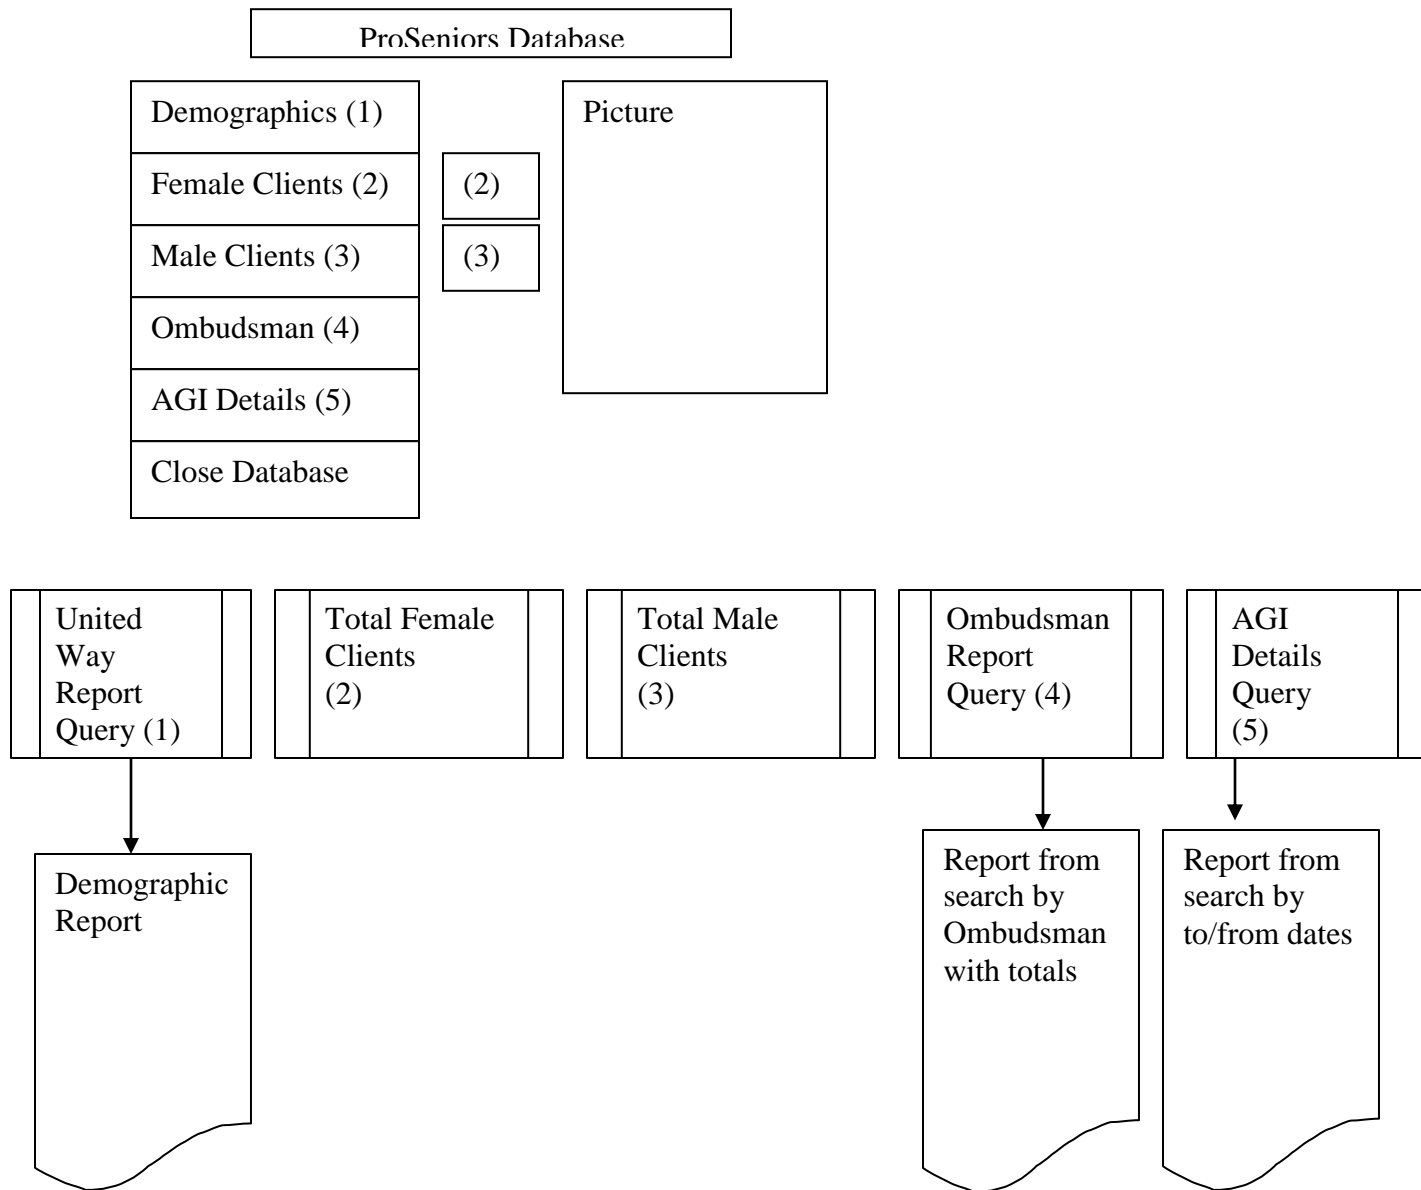 ProSeniors Database
Demographics (1)
Picture
Female Clients (2)
(2)
Male Clients (3)
(3)
Ombudsman (4)
AGI Details (5)
Close Database
United
Way
Report
Query (1)
Total Female
Clients
(2)
Total Male
Clients
(3)
Ombudsman
Report
Query (4)
AGI
Details
Query
(5)
Demographic
Report
Report from
search by
Ombudsman
with totals
Report from
search by
to/from dates